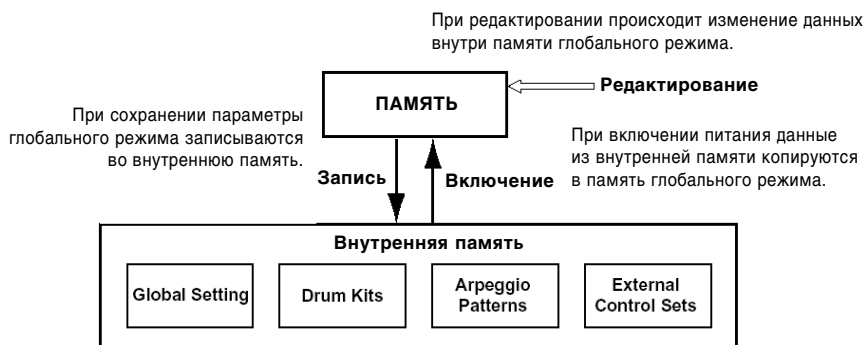 При редактировании происходит изменение данных
внутри памяти глобального режима.
ПАМЯТЬ
Редактирование
При сохранении параметры
глобального режима записываются
во внутреннюю память.
При включении питания данные
из внутренней памяти копируются
в память глобального режима.
Запись
Включение
Внутренняя память
Global Setting
Drum Kits
Arpeggio
Patterns
External
Control Sets